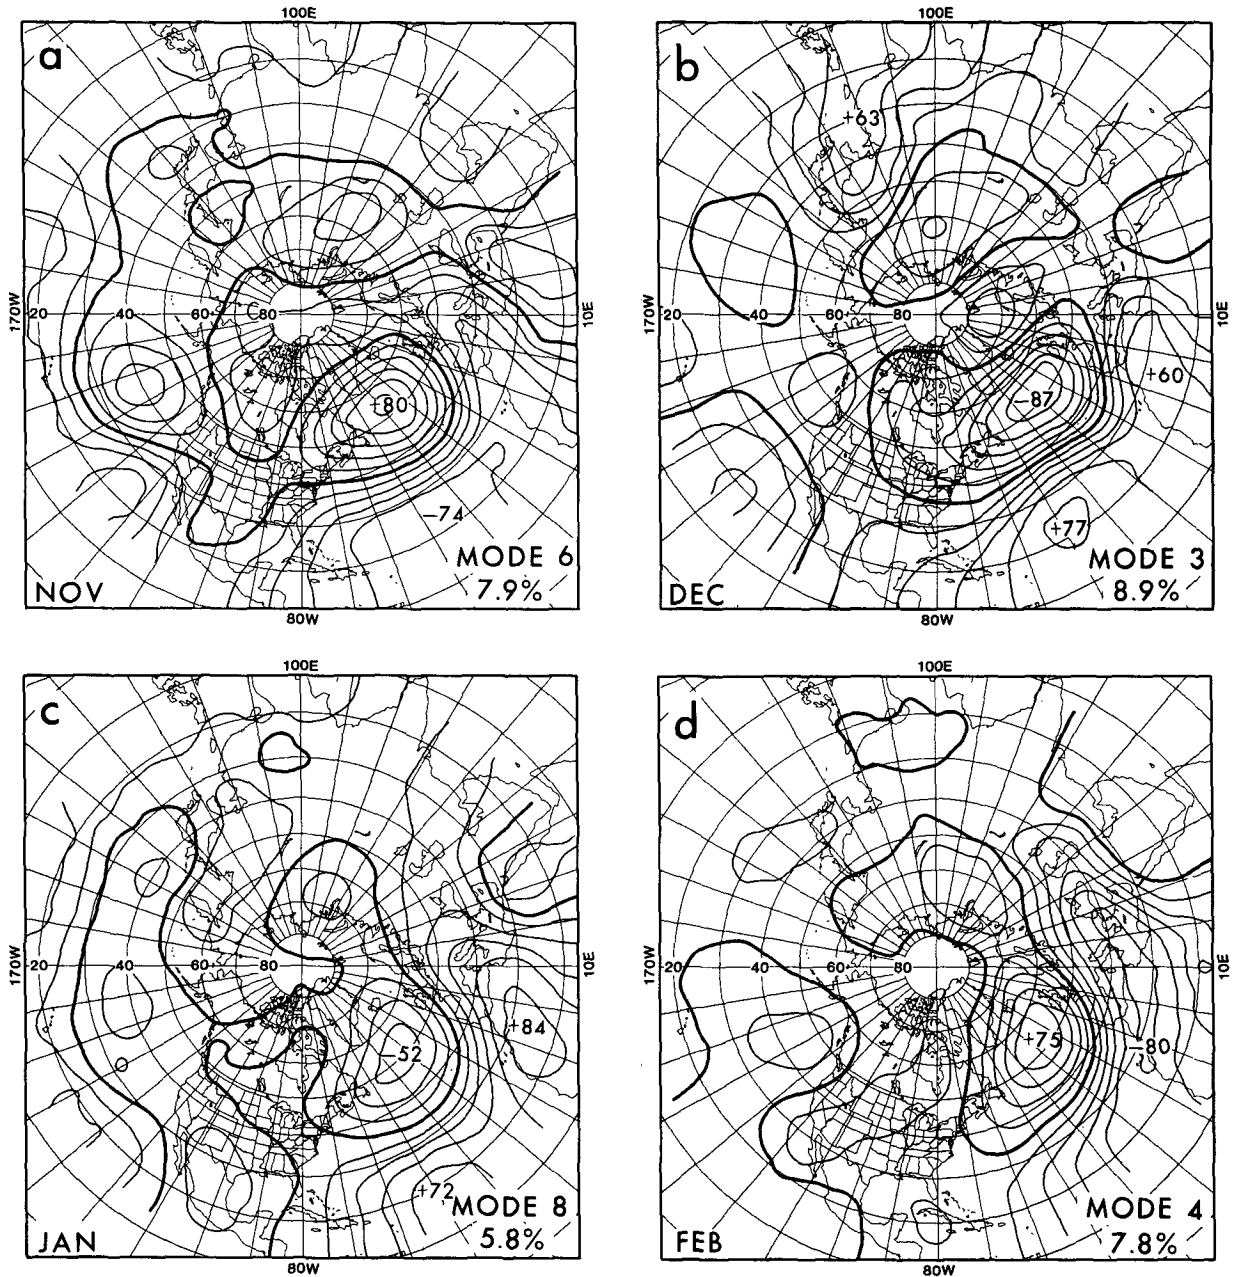 100E
a
170W
20
40
60
80
10E
+80
−74
MODE 6
NOV
7.9%
80W
100E
b
+63
170W
20
40
60
80
10E
+60
−87
+77
MODE 3
DEC
8.9%
80W
100E
c
170W
20
40
60
80
10E
+84
−52
+72
MODE 8
JAN
5.8%
80W
100E
d
170W
20
40
60
80
10E
+75
−80
MODE 4
FEB
7.8%
80W